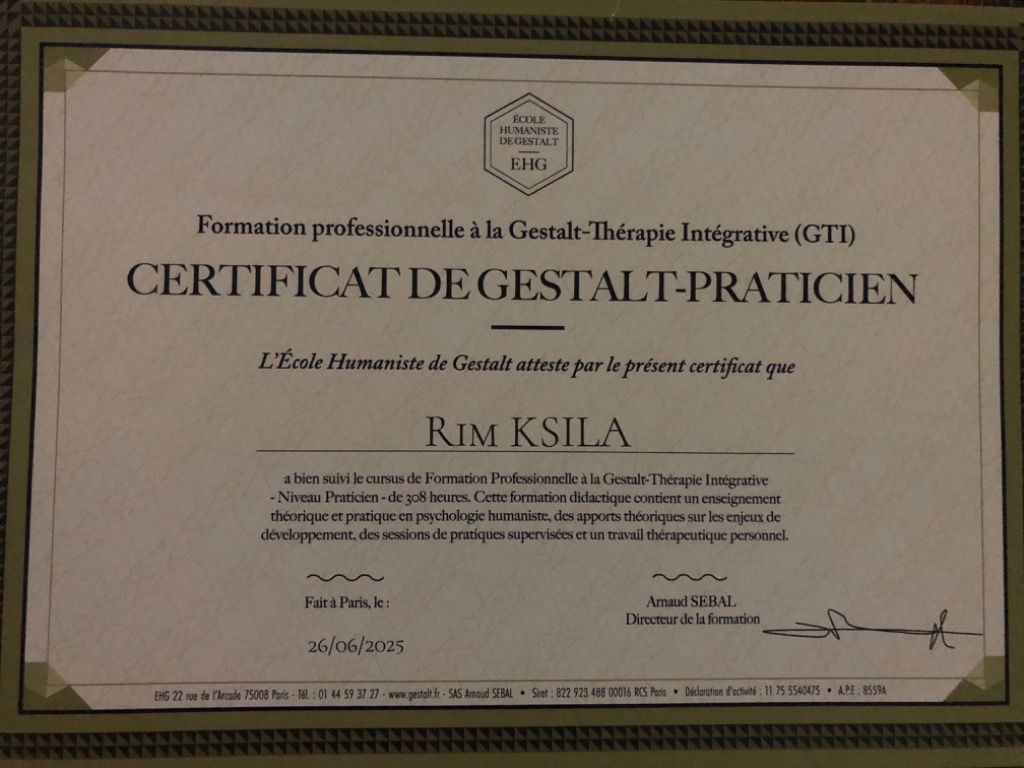 ÉCOLE
HUMANISTE
DE GESTALT
EHG
Formation professionnelle à la Gestalt-Thérapie Intégrative (GTI)
CERTIFICAT DE GESTALT-PRATICIEN
L'École Humaniste de Gestalt atteste par le présent certificat que
RIM KSILA
a bien suivi le cursus de Formation Professionnelle à la Gestalt-Thérapie Intégrative
- Niveau Praticien - de 308 heures. Cette formation didactique contient un enseignement
théorique et pratique en psychologie humaniste, des apports théoriques sur les enjeux de
développement, des sessions de pratiques supervisées et un travail thérapeutique personnel.
Fait à Paris, le :
26/06/2025
Arnaud SEBAL
Directeur de la formation
EHG 22 rue de l'Arcade 75008 Paris - Tél. : 01 44 59 37 27 - www.gestalt.fr - SAS Arnaud SEBAL • Siret : 822 923 488 00016 RCS Paris • Déclaration d'activité : 11 75 5540475 • A.P.E : 8559A